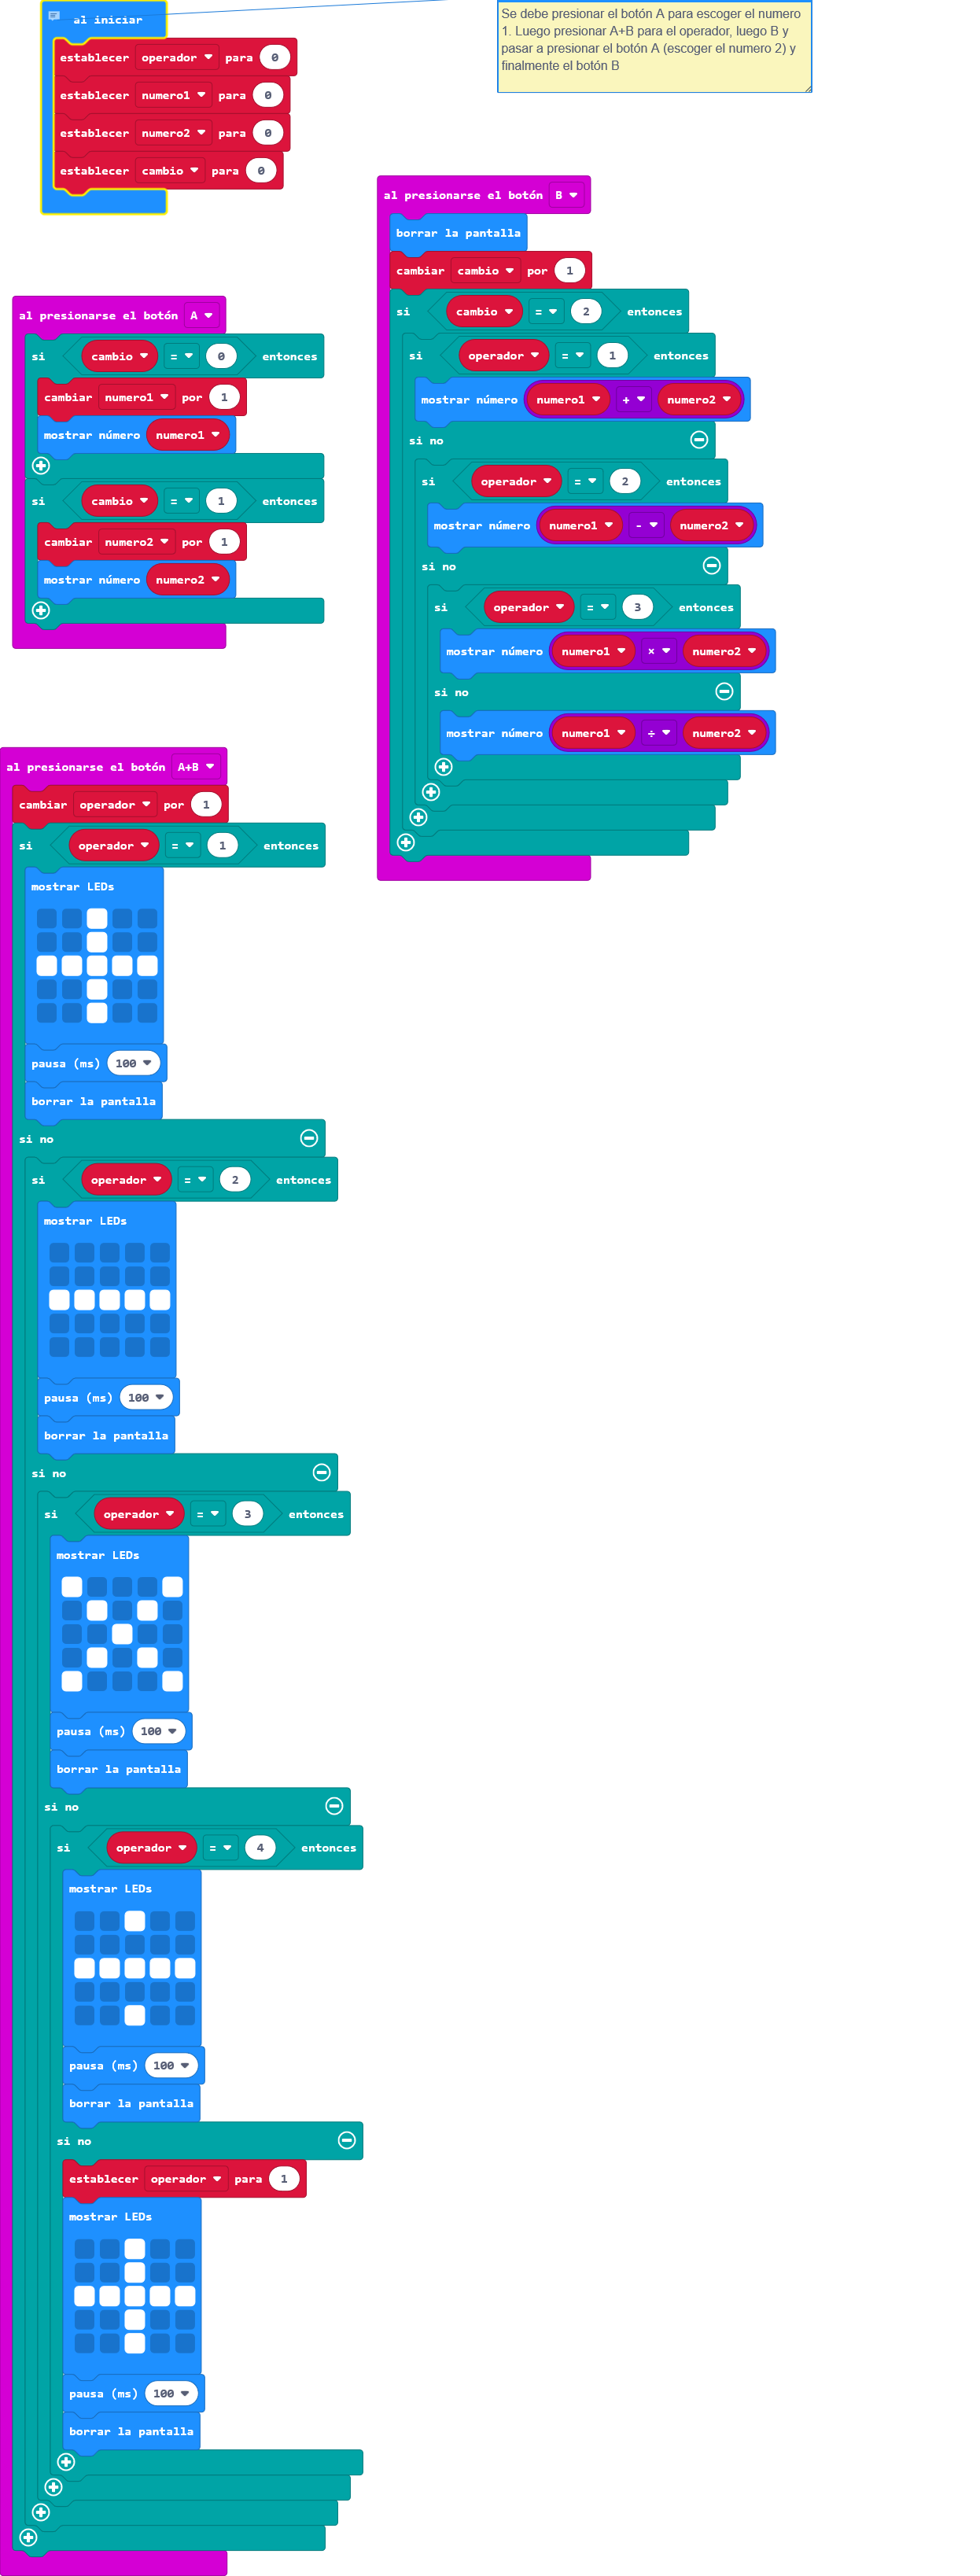 al iniciar
establecer operador para 0
establecer numero1 para 0
establecer numero2 para 0
establecer cambio para 0
Se debe presionar el botón A para escoger el numero
1. Luego presionar A+B para el operador, luego B y
pasar a presionar el botón A (escoger el numero 2) y
finalmente el botón B
al presionarse el botón B
borrar la pantalla
cambiar cambio por 1
si cambio = 2 entonces
si operador = 1 entonces
mostrar número numero1 + numero2
si no
si operador = 2 entonces
mostrar número numero1 - numero2
si no
si operador = 3 entonces
mostrar número numero1 × numero2
si no
mostrar número numero1 ÷ numero2
al presionarse el botón A
si cambio = 0 entonces
cambiar numero1 por 1
mostrar número numero1
si cambio = 1 entonces
cambiar numero2 por 1
mostrar número numero2
al presionarse el botón A+B
cambiar operador por 1
si operador = 1 entonces
mostrar LEDs
pausa (ms) 100
borrar la pantalla
si no
si operador = 2 entonces
mostrar LEDs
pausa (ms) 100
borrar la pantalla
si no
si operador = 3 entonces
mostrar LEDs
pausa (ms) 100
borrar la pantalla
si no
si operador = 4 entonces
mostrar LEDs
pausa (ms) 100
borrar la pantalla
si no
establecer operador para 1
mostrar LEDs
pausa (ms) 100
borrar la pantalla